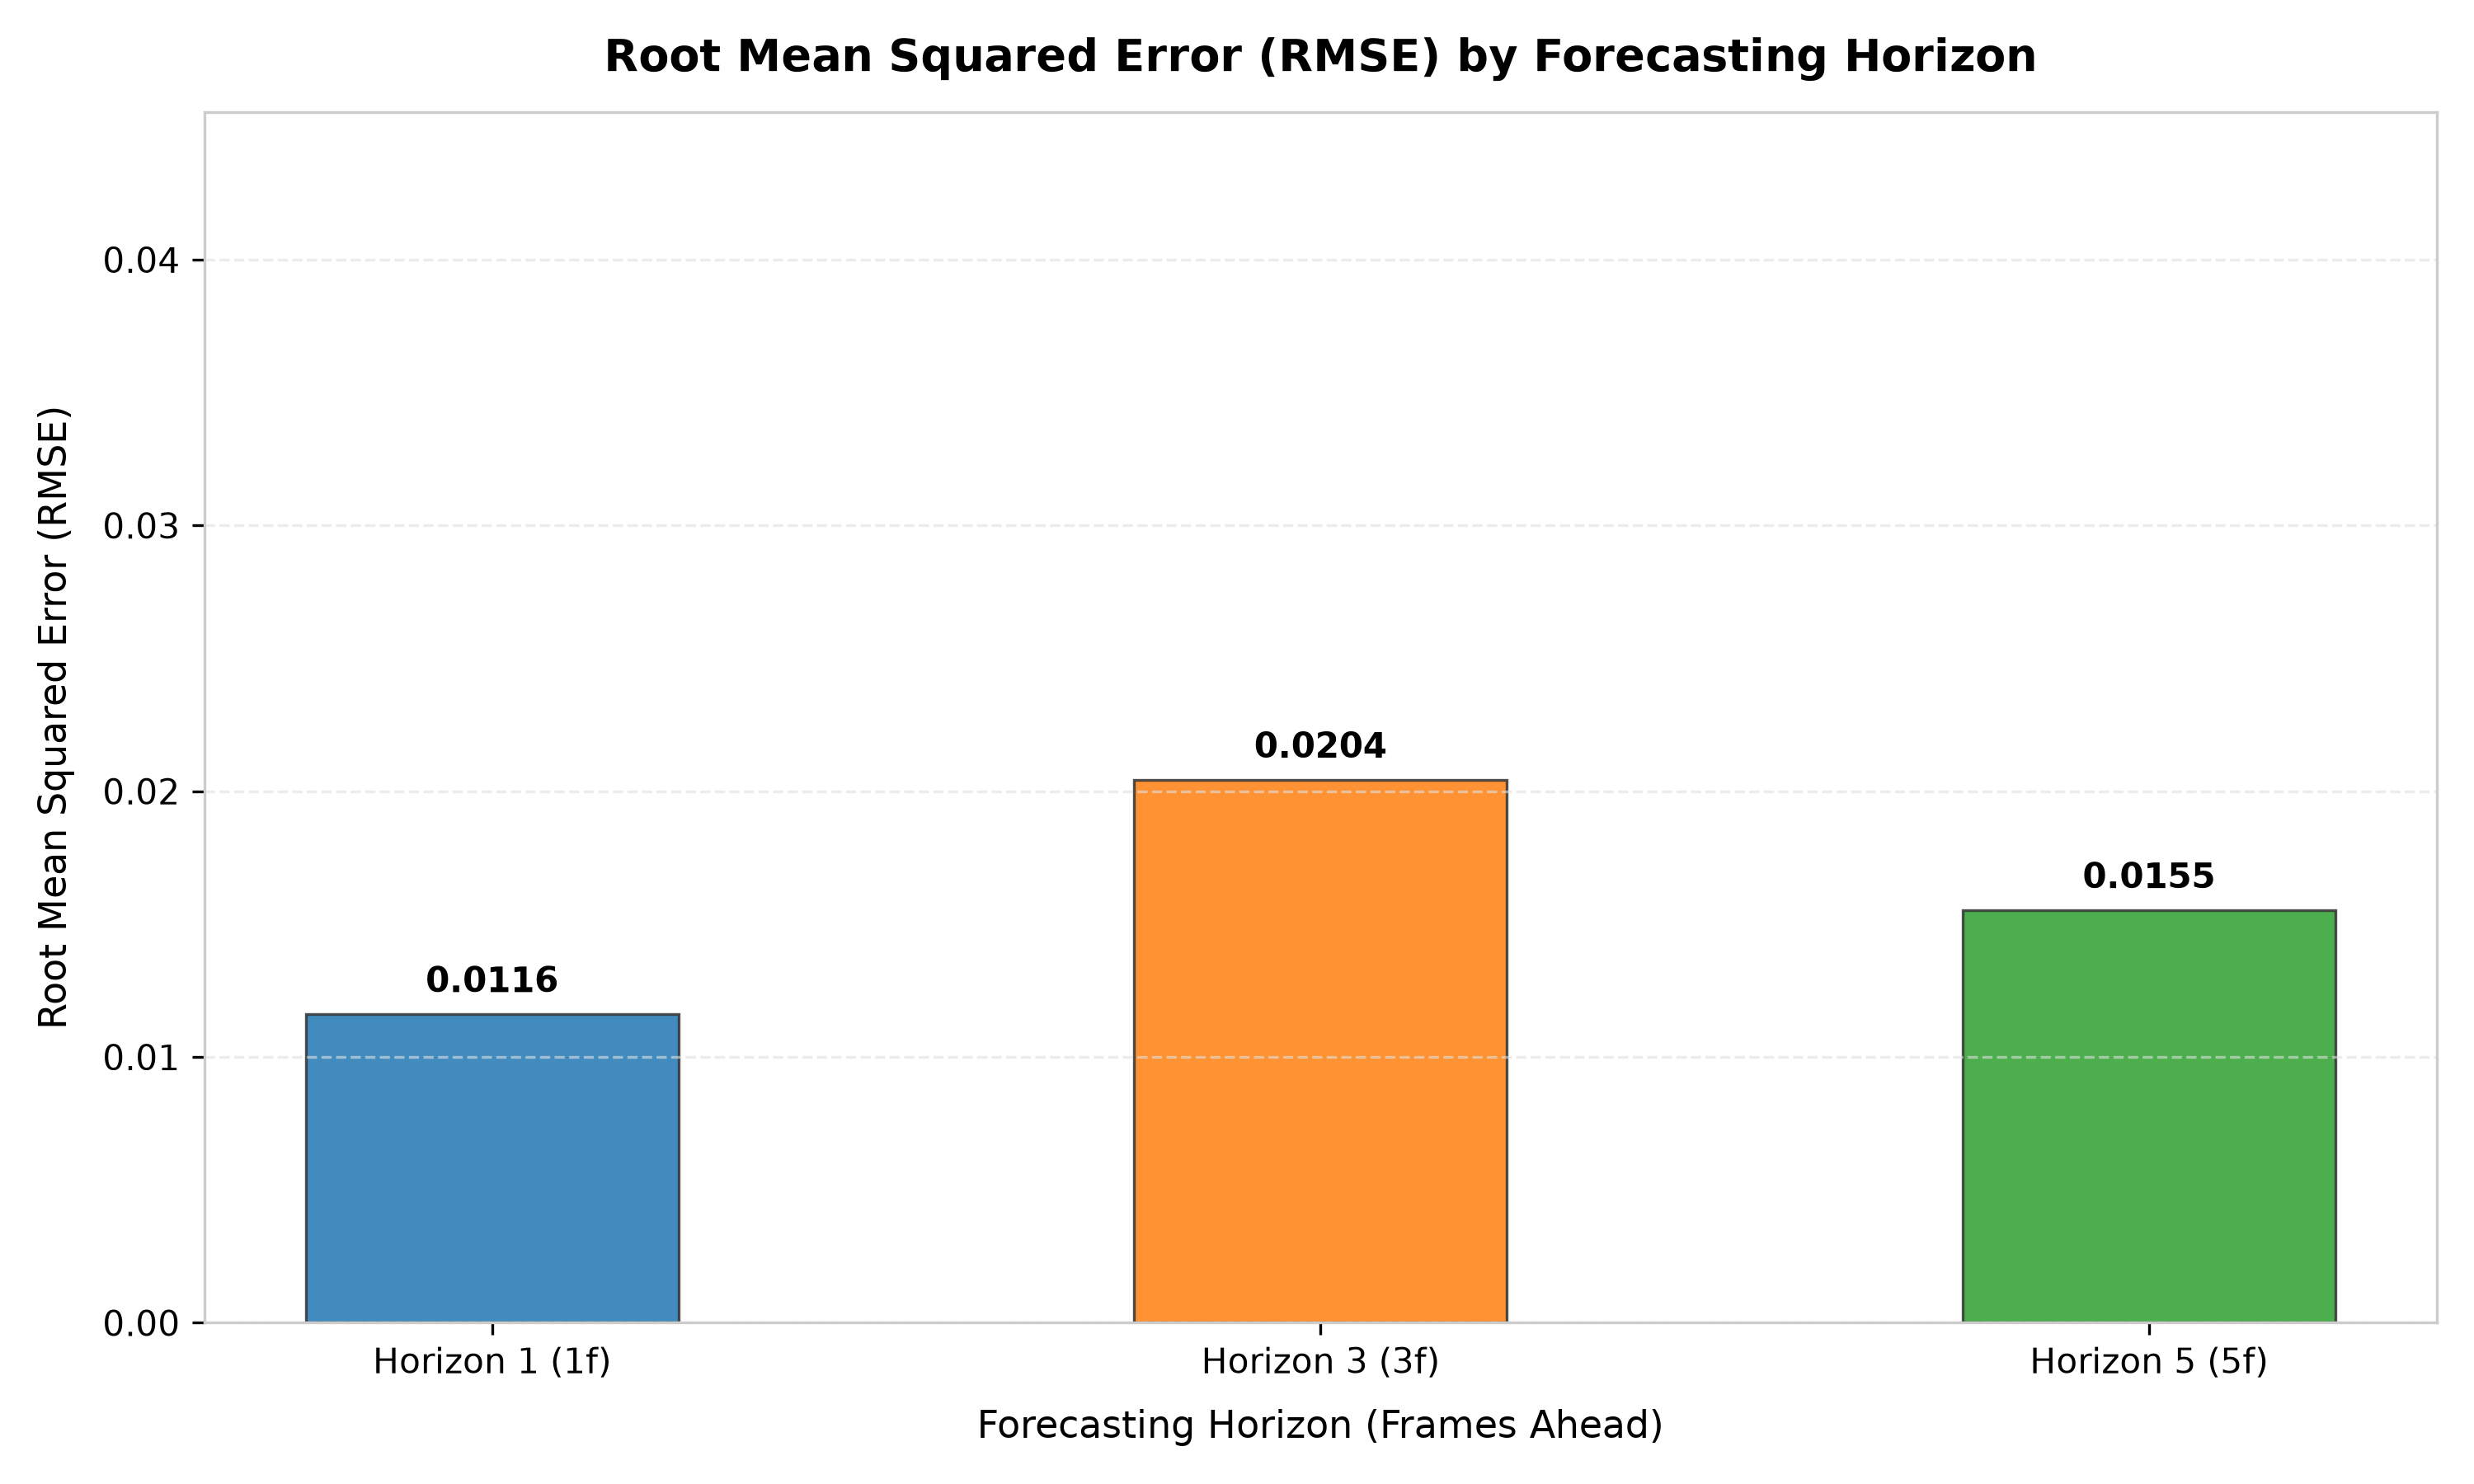 Root Mean Squared Error (RMSE) by Forecasting Horizon
Root Mean Squared Error (RMSE)
0.04
0.03
0.02
0.01
0.00
0.0116
0.0204
0.0155
Horizon 1 (1f)
Horizon 3 (3f)
Horizon 5 (5f)
Forecasting Horizon (Frames Ahead)